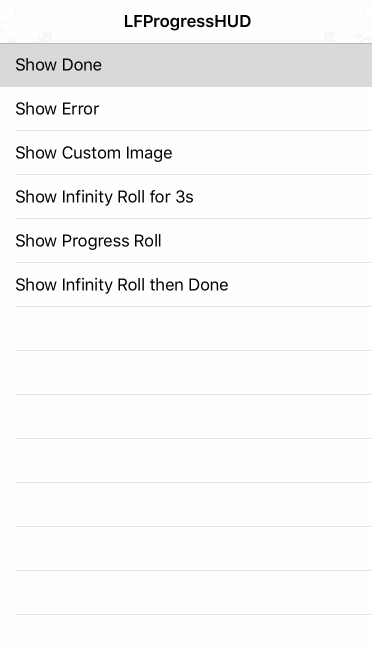 LFProgressHUD
Show Done
Show Error
Show Custom Image
Show Infinity Roll for 3s
Show Progress Roll
Show Infinity Roll then Done